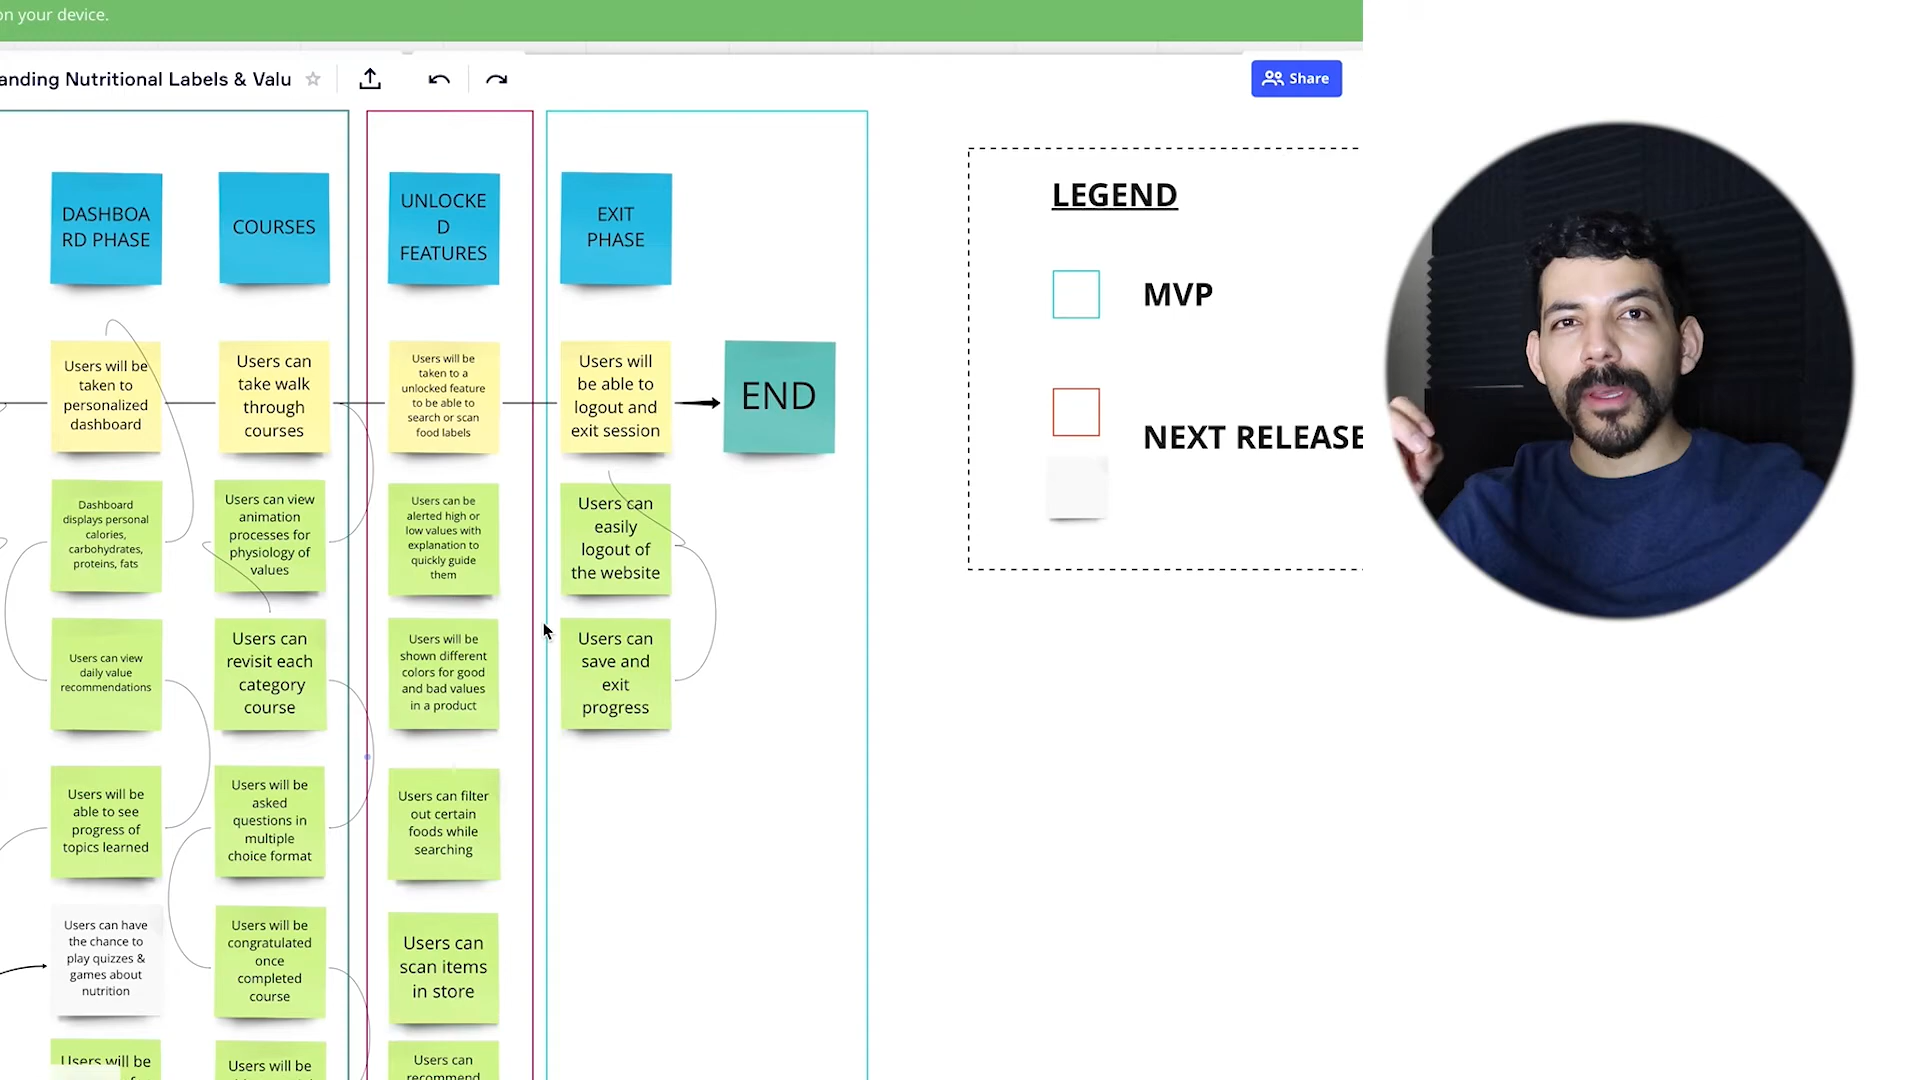 on your device.
anding Nutritional Labels & Valu
Share
DASHBOA
RD PHASE
COURSES
UNLOCKE
D
FEATURES
EXIT
PHASE
LEGEND
MVP
NEXT RELEASE
Users will be
taken to
personalized
dashboard
Users can
take walk
through
courses
Users will be
taken to a
unlocked feature
to be able to
search or scan
food labels
Users will
be able to
logout and
exit session
END
Dashboard
displays personal
calories,
carbohydrates,
proteins, fats
Users can view
animation
processes for
physiology of
values
Users can be
alerted high or
low values with
explanation to
quickly guide
them
Users can
easily
logout of
the website
Users can view
daily value
recommendations
Users can
revisit each
category
course
Users will be
shown different
colors for good
and bad values
in a product
Users can
save and
exit
progress
Users will be
able to see
progress of
topics learned
Users will be
asked
questions in
multiple
choice format
Users can filter
out certain
foods while
searching
Users can have
the chance to
play quizzes &
games about
nutrition
Users will be
congratulated
once
completed
course
Users can
scan items
in store
Users will be
Users will be
Users can
recommend